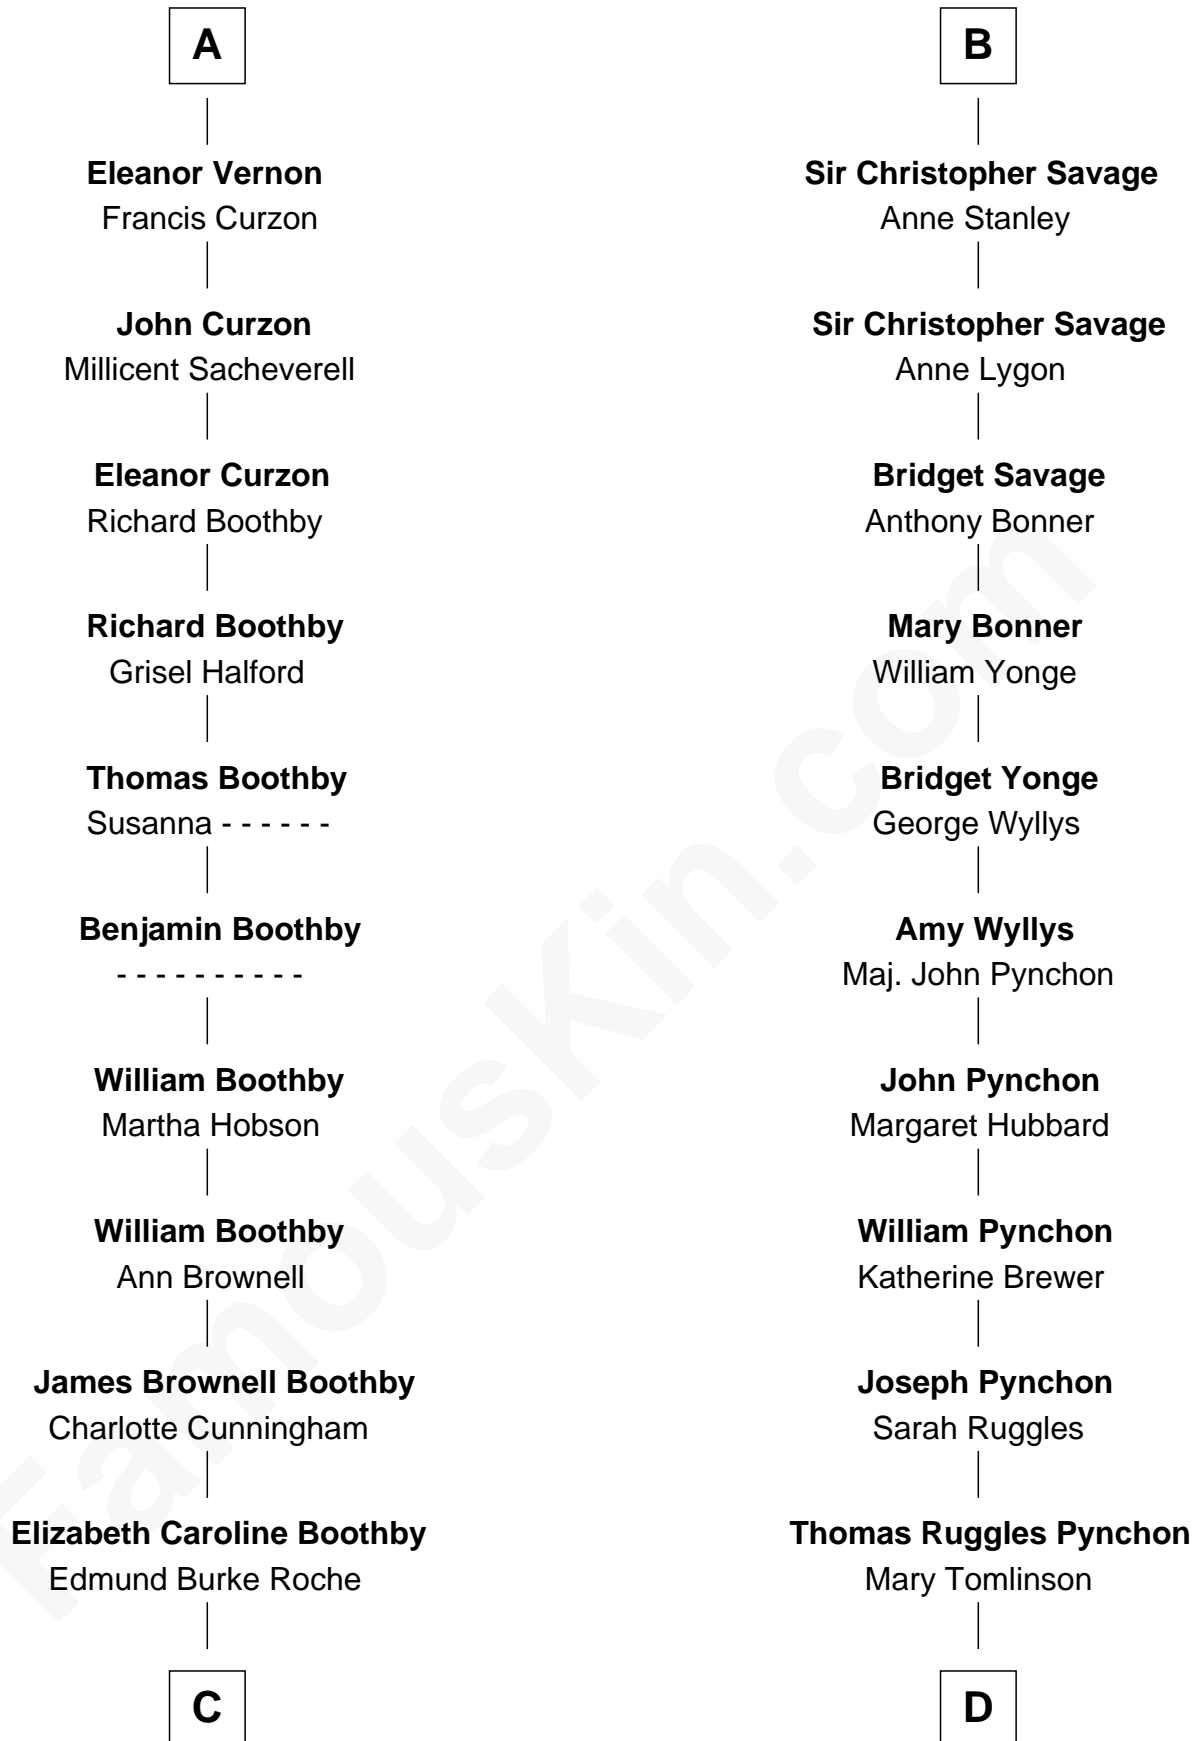 A
Eleanor Vernon
Francis Curzon
John Curzon
Millicent Sacheverell
Eleanor Curzon
Richard Boothby
Richard Boothby
Grisel Halford
Thomas Boothby
Susanna - - - - - -
Benjamin Boothby
- - - - - - - - - -
William Boothby
Martha Hobson
William Boothby
Ann Brownell
James Brownell Boothby
Charlotte Cunningham
Elizabeth Caroline Boothby
Edmund Burke Roche
C
B
Sir Christopher Savage
Anne Stanley
Sir Christopher Savage
Anne Lygon
Bridget Savage
Anthony Bonner
Mary Bonner
William Yonge
Bridget Yonge
George Wyllys
Amy Wyllys
Maj. John Pynchon
John Pynchon
Margaret Hubbard
William Pynchon
Katherine Brewer
Joseph Pynchon
Sarah Ruggles
Thomas Ruggles Pynchon
Mary Tomlinson
D
FamousKin.com